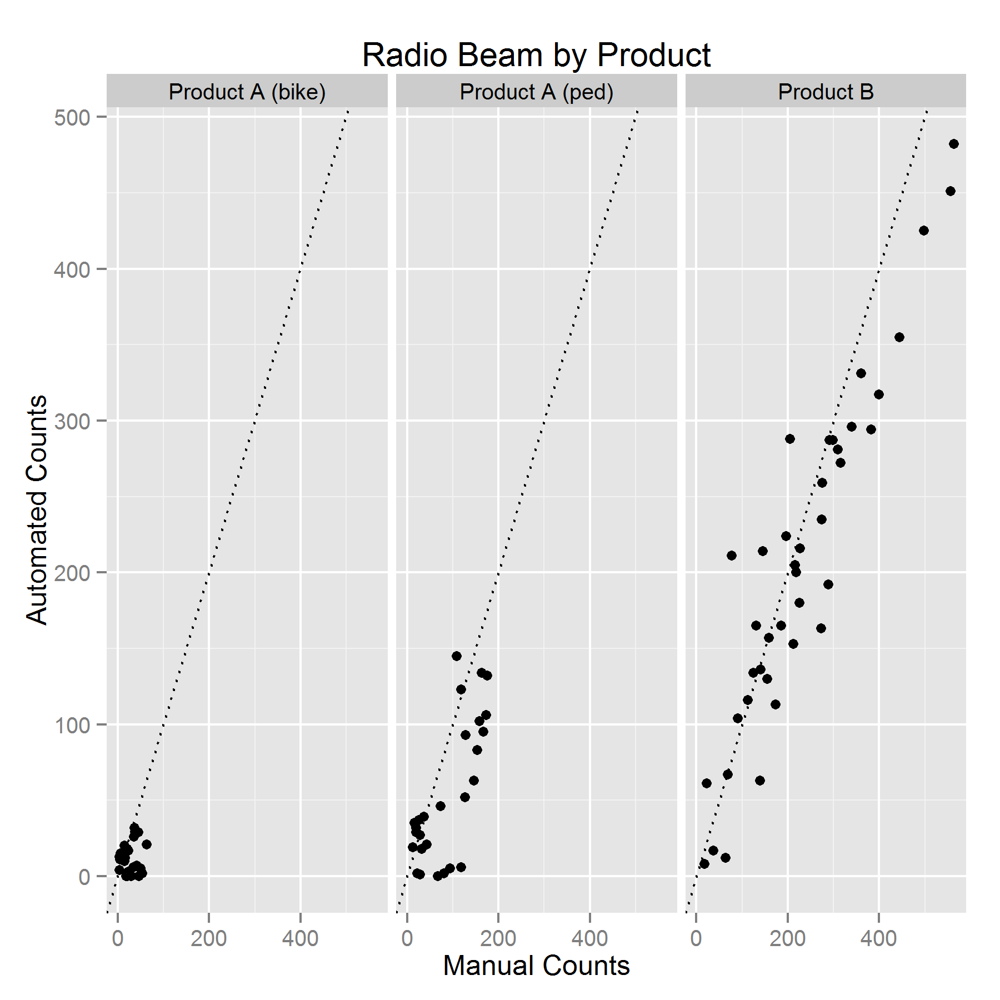 Radio Beam by Product
Product A (bike) Product A (ped) Product B
500
400
300
200
100
0
Automated Counts
0 200 400 0 200 400 0 200 400
Manual Counts